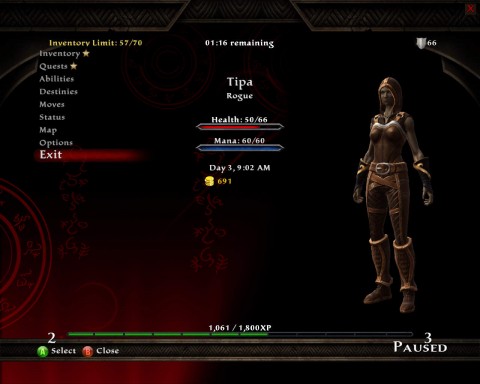 Inventory Limit: 57/70
01:16 remaining
66
Inventory
Quests
Abilities
Destinies
Moves
Status
Map
Options
Exit
Tipa
Rogue
Health: 50/66
Mana: 60/60
Day 3, 9:02 AM
691
1,061 / 1,800XP
2
3
A Select B Close
Paused